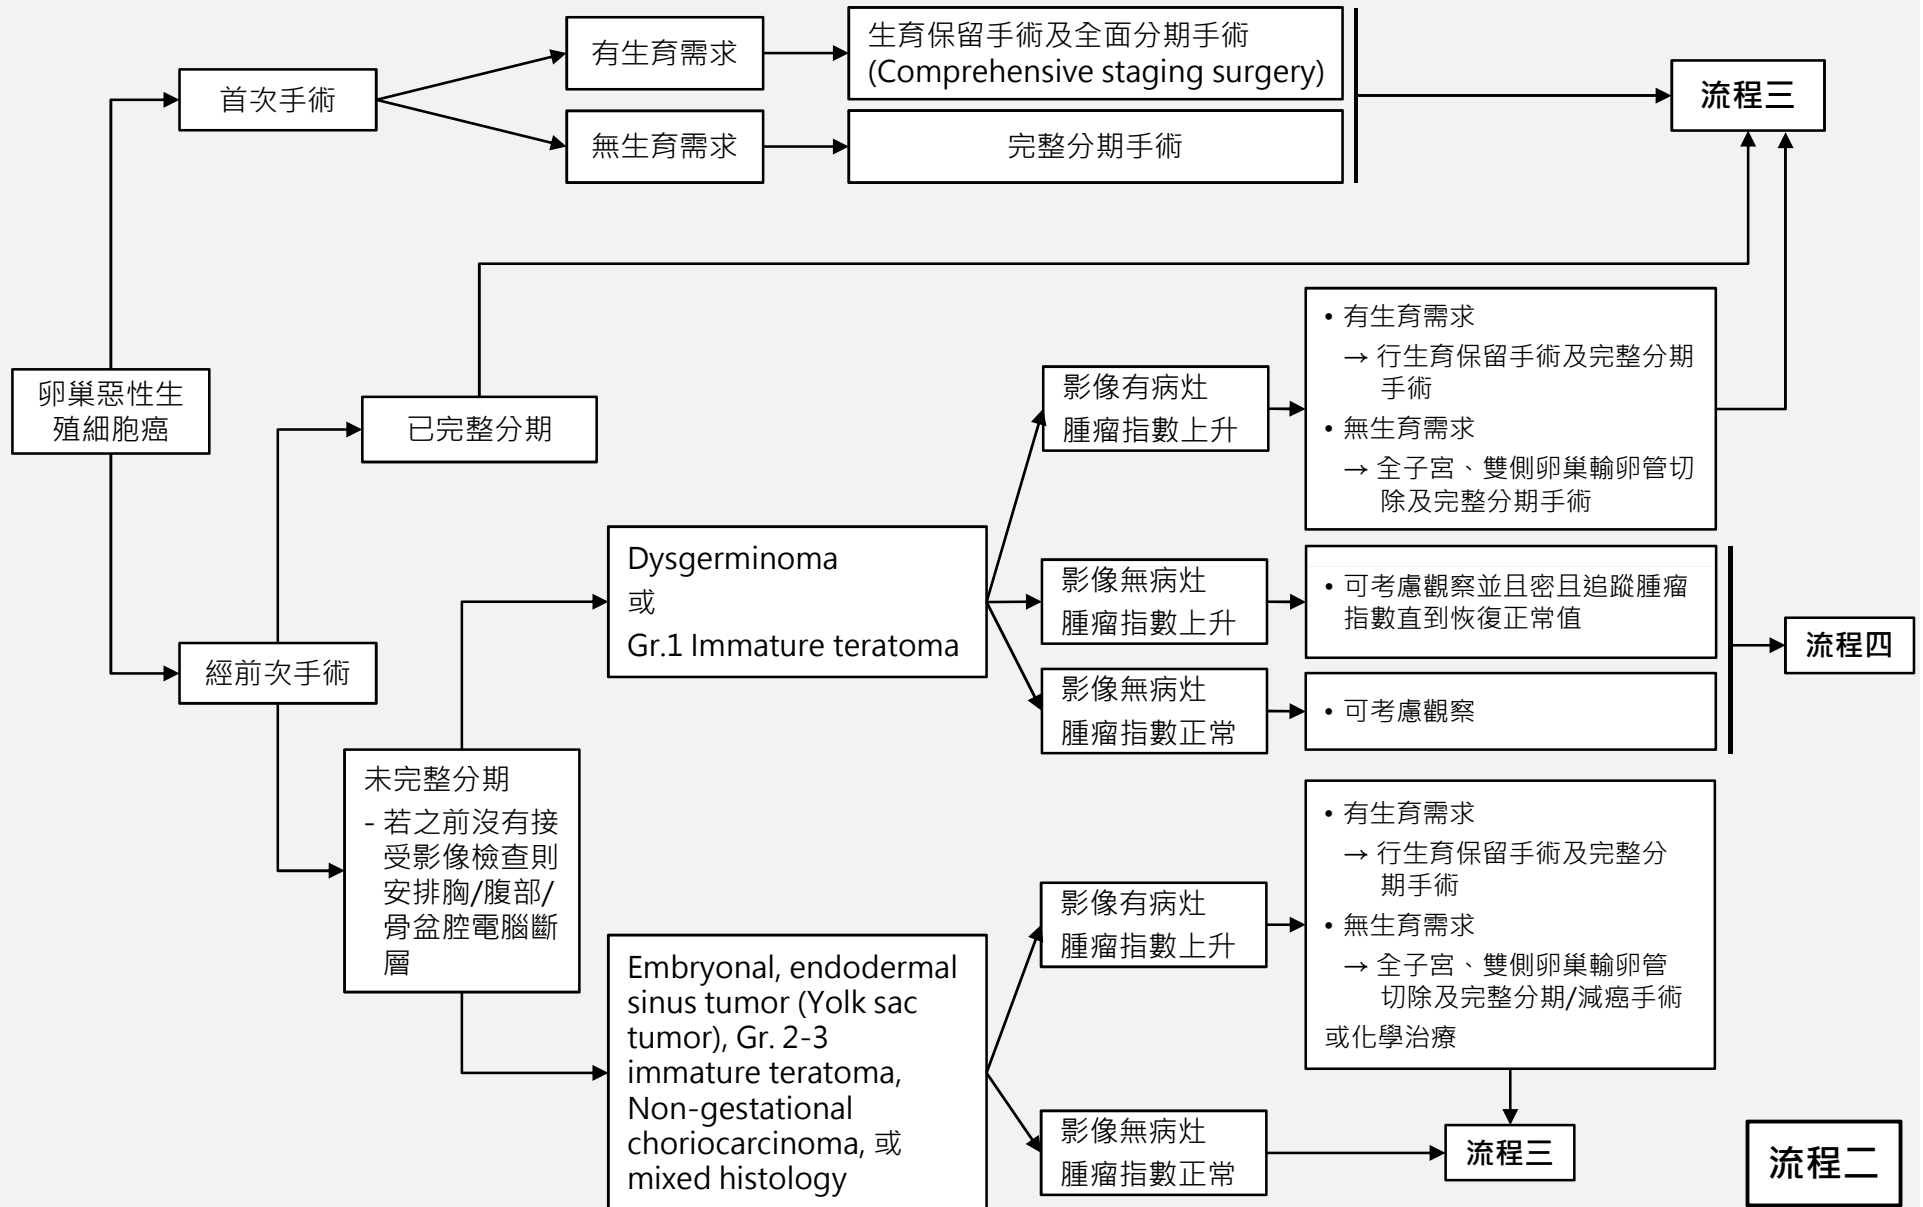 首次手術
有生育需求
生育保留手術及全面分期手術
(Comprehensive staging surgery)
流程三
無生育需求
完整分期手術
卵巢惡性生
殖細胞癌
已完整分期
經前次手術
未完整分期
- 若之前沒有接
受影像檢查則
安排胸/腹部/
骨盆腔電腦斷
層
Dysgerminoma
或
Gr.1 Immature teratoma
影像有病灶
腫瘤指數上升
• 有生育需求
→ 行生育保留手術及完整分期
手術
• 無生育需求
→ 全子宮、雙側卵巢輸卵管切
除及完整分期手術
影像無病灶
腫瘤指數上升
• 可考慮觀察並且密且追蹤腫瘤
指數直到恢復正常值
影像無病灶
腫瘤指數正常
• 可考慮觀察
流程四
Embryonal, endodermal
sinus tumor (Yolk sac
tumor), Gr. 2-3
immature teratoma,
Non-gestational
choriocarcinoma, 或
mixed histology
影像有病灶
腫瘤指數上升
• 有生育需求
→ 行生育保留手術及完整分
期手術
• 無生育需求
→ 全子宮、雙側卵巢輸卵管
切除及完整分期/減癌手術
或化學治療
影像無病灶
腫瘤指數正常
流程三
流程二